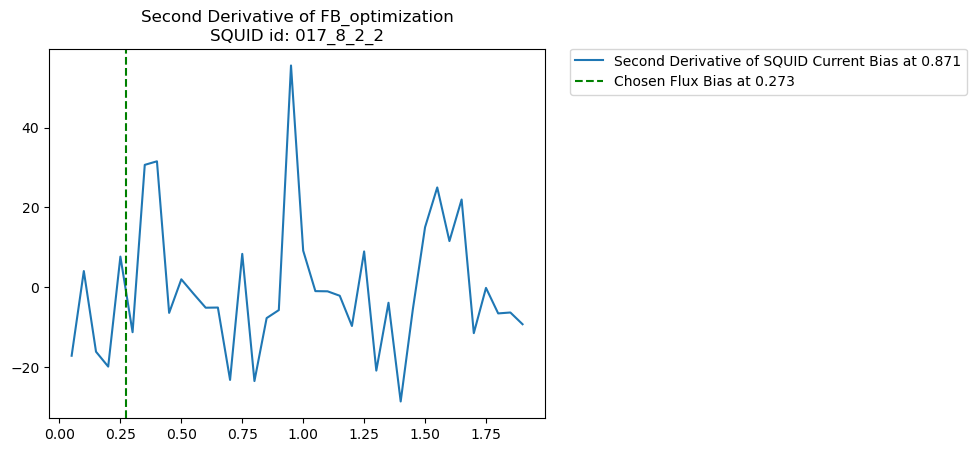 Second Derivative of FB_optimization
SQUID id: 017_8_2_2
Second Derivative of SQUID Current Bias at 0.871
Chosen Flux Bias at 0.273
40
20
0
−20
0.00 0.25 0.50 0.75 1.00 1.25 1.50 1.75